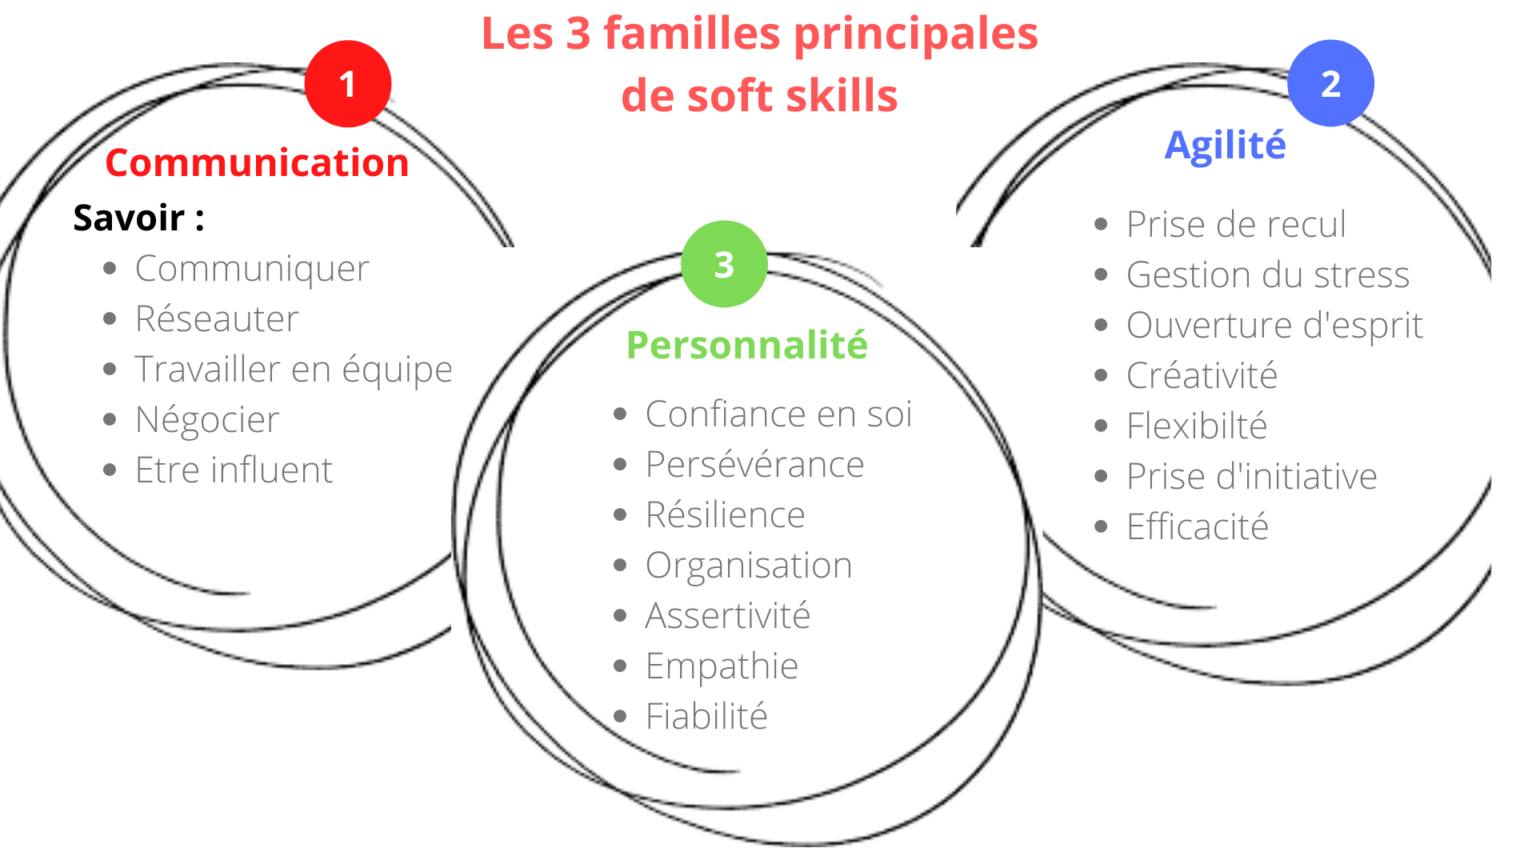 Les 3 familles principales
de soft skills
1
Communication
Savoir :
Communiquer
Réseauter
Travailler en équipe
Négocier
Etre influent
2
Agilité
Prise de recul
Gestion du stress
Ouverture d'esprit
Créativité
Flexibilté
Prise d'initiative
Efficacité
3
Personnalité
Confiance en soi
Persévérance
Résilience
Organisation
Assertivité
Empathie
Fiabilité